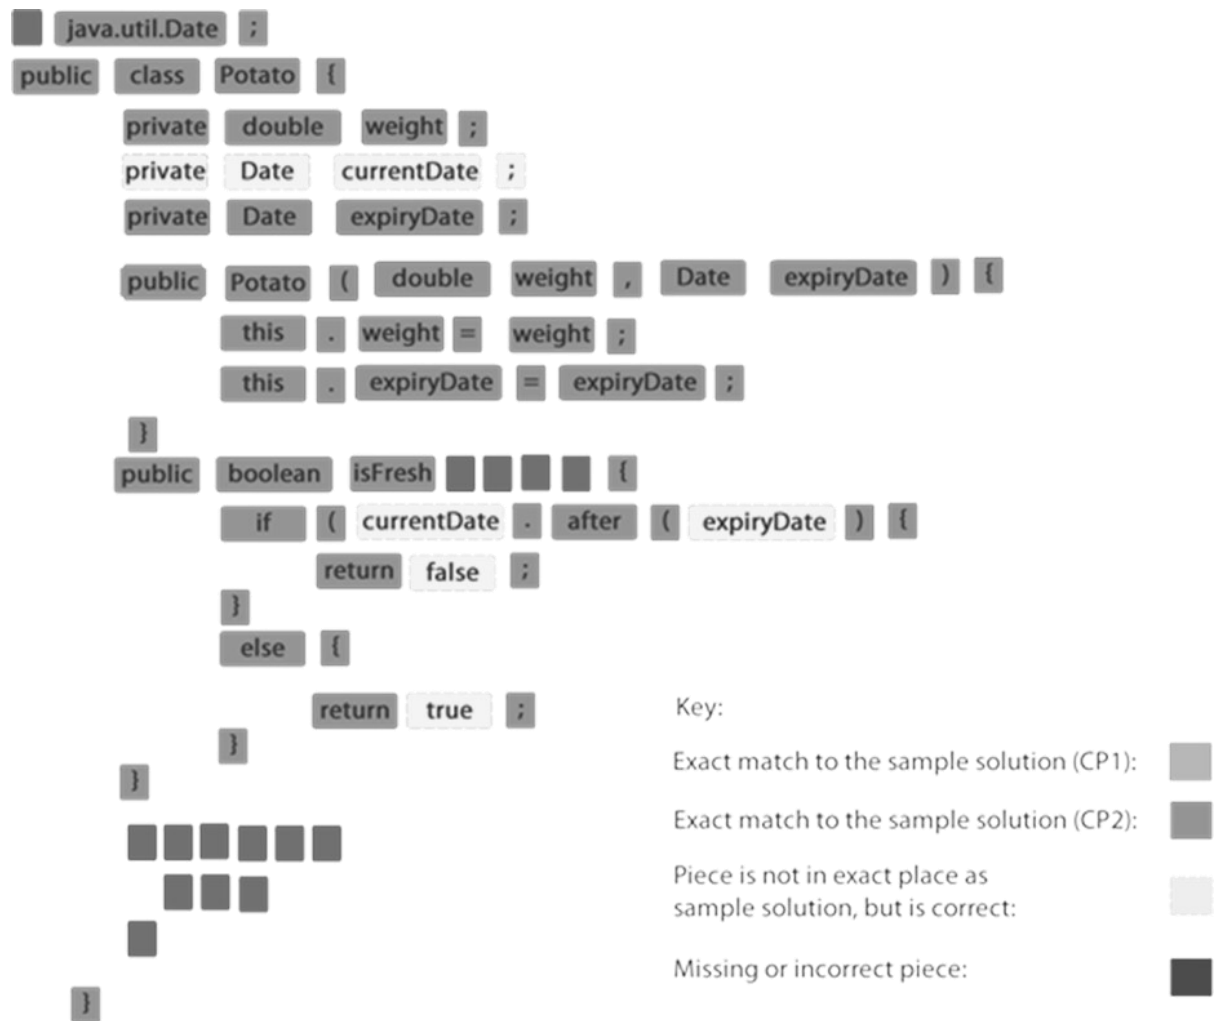 java.util.Date ;
public class Potato {
private double weight ;
private Date currentDate ;
private Date expiryDate ;
public Potato ( double weight , Date expiryDate ) {
this . weight = weight ;
this . expiryDate = expiryDate ;
}
public boolean isFresh {
if ( currentDate . after ( expiryDate ) {
return false ;
}
else {
return true ;
}
}
}
Key:
Exact match to the sample solution (CP1):
Exact match to the sample solution (CP2):
Piece is not in exact place as
sample solution, but is correct:
Missing or incorrect piece: